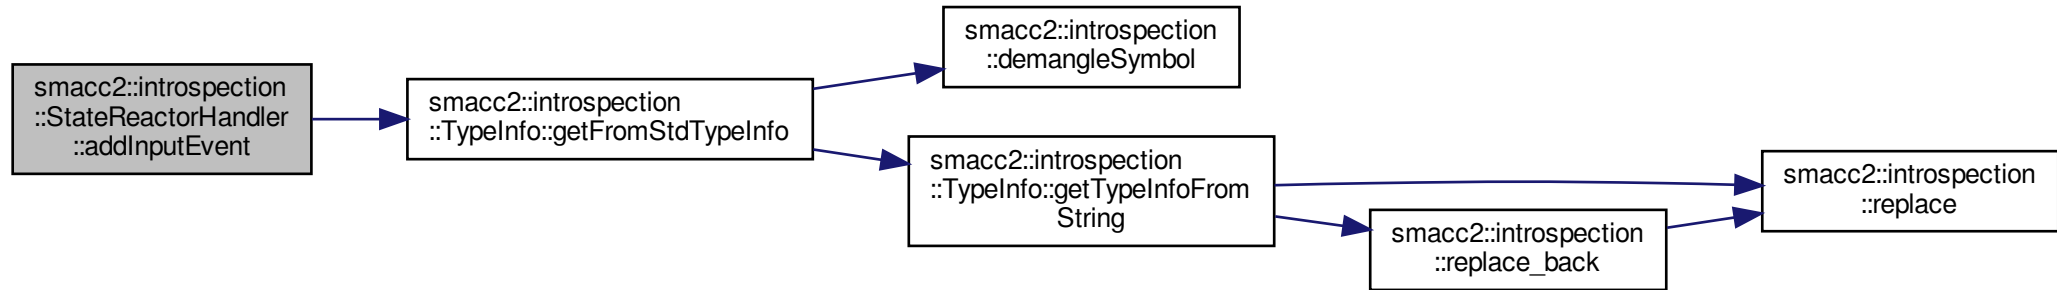 smacc2::introspection
::StateReactorHandler
::addInputEvent
smacc2::introspection
::TypeInfo::getFromStdTypeInfo
smacc2::introspection
::demangleSymbol
smacc2::introspection
::TypeInfo::getTypeInfoFrom
String
smacc2::introspection
::replace_back
smacc2::introspection
::replace